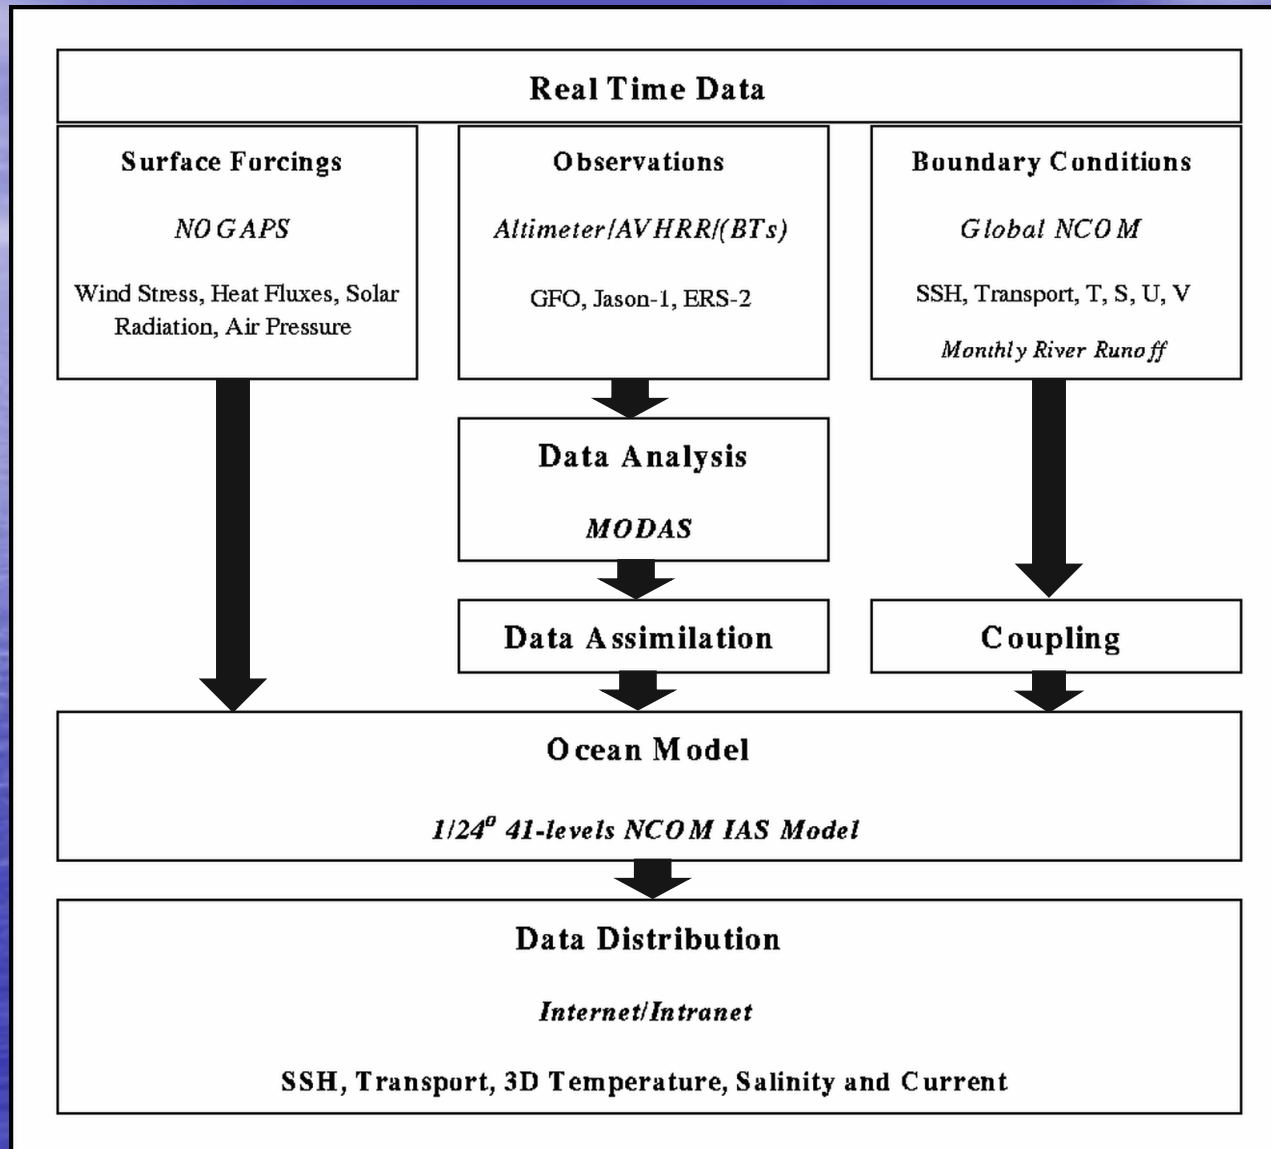 Real Time Data
Surface Forcings
NOGAPS
Wind Stress, Heat Fluxes, Solar
Radiation, Air Pressure
Observations
Altimeter/AVHRR/(BTs)
GFO, Jason-1, ERS-2
Boundary Conditions
Global NCOM
SSH, Transport, T, S, U, V
Monthly River Runoff
Data Analysis
MODAS
Data Assimilation
Coupling
Ocean Model
1/24º 41-levels NCOM IAS Model
Data Distribution
Internet/Intranet
SSH, Transport, 3D Temperature, Salinity and Current